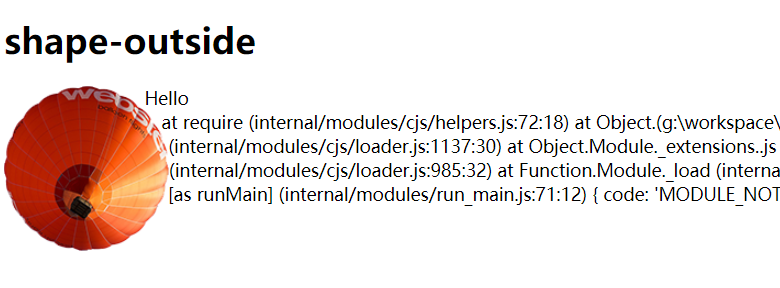 shape-outside
webshet
Hello
at require (internal/modules/cjs/helpers.js:72:18) at Object.(g:\workspace\
(internal/modules/cjs/loader.js:1137:30) at Object.Module._extensions.js
(internal/modules/cjs/loader.js:985:32) at Function.Module._load (interna
[as runMain] (internal/modules/run_main.js:71:12) { code: 'MODULE_NOT